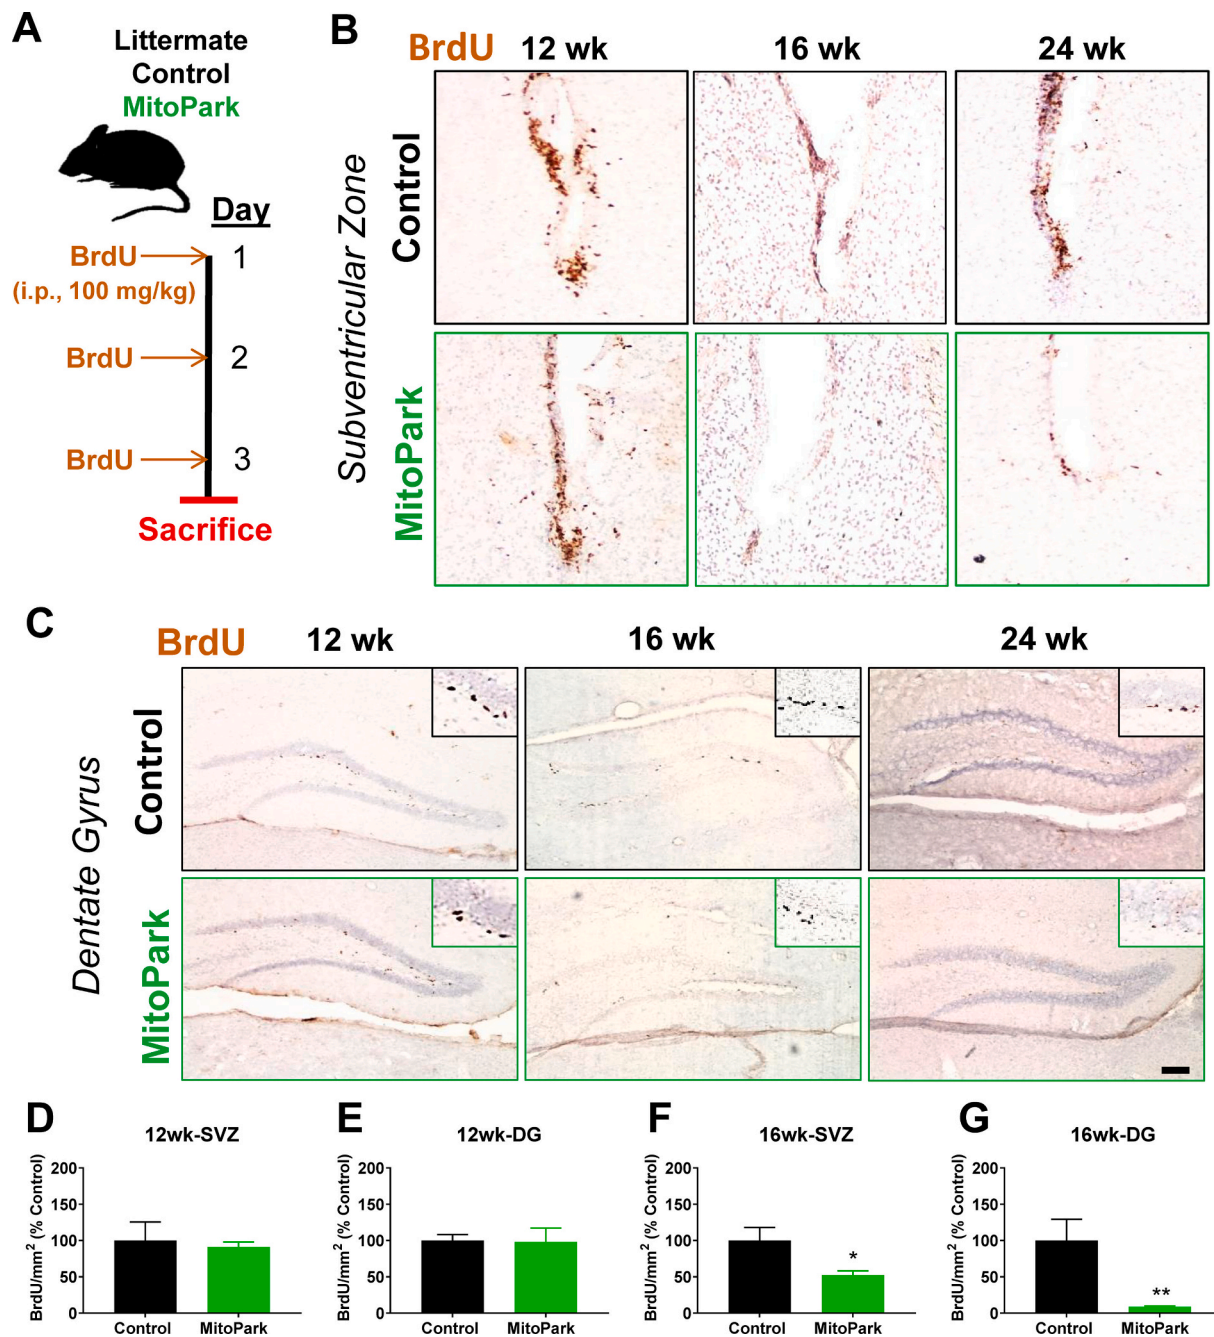 A
Littermate
Control
MitoPark
Day
BrdU
1
(i.p., 100 mg/kg)
BrdU
2
BrdU
3
Sacrifice
B
BrdU
12 wk
16 wk
24 wk
Subventricular Zone
Control
MitoPark
C
BrdU
12 wk
16 wk
24 wk
Dentate Gyrus
Control
MitoPark
D
12wk-SVZ
BrdU/mm² (% Control)
200
150
100
50
0
Control
MitoPark
E
12wk-DG
BrdU/mm² (% Control)
200
150
100
50
0
Control
MitoPark
F
16wk-SVZ
BrdU/mm² (% Control)
200
150
100
50
0
*
Control
MitoPark
G
16wk-DG
BrdU/mm² (% Control)
200
150
100
50
0
**
Control
MitoPark